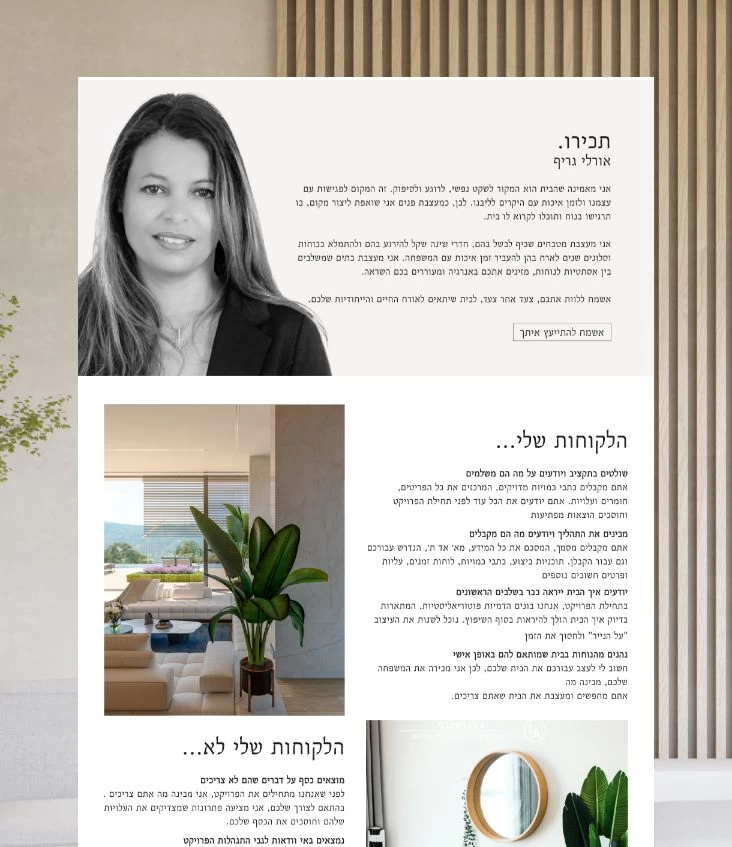 תכירו.
אורלי גריף
אני מאמינה שהבית הוא המקור לשקט נפשי, לרוגע ולסיפוק. זה המקום לפגישות עם
עצמנו ולזמן איכות עם היקרים לליבנו. לכן, כמעצבת פנים אני שואפת ליצור מקום, בו
תרגישו בנוח ותוכלו לקרוא לו בית.
אני מעצבת מטבחים שכיף לבשל בהם, חדרי שינה שקל להירגע בהם ולהתמלא בכוחות
וסלונים שנים לארח בהן להעביר זמן איכות עם המשפחה. אני מעצבת בתים שמשלבים
בין אסתטיות לנוחות, מזינים אתכם באנרגיה ומעוררים בכם השראה.
אשמח ללוות אתכם, צעד אחר צעד, לבית שיתאים לאורח החיים והייחודיות שלכם.
אשמח להתייעץ איתך
הלקוחות שלי...
שולטים בתקציב ויודעים על מה הם משלמים
אתם מקבלים כתבי כמויות מדויקים, המרכזים את כל הפריטים,
חומרים ועלויות. אתם יודעים את הכל עוד לפני תחילת הפרויקט
וחוסכים הוצאות מפתיעות
מבינים את התהליך ויודעים מה הם מקבלים
אתם מקבלים מסמך, המסכם את כל המידע, מא' אד ת', הנדרש עבורכם
וגם עבור הקבלן. תוכניות ביצוע, כתבי כמויות, לוחות זמנים, עליות
ופרטים חשובים נוספים
יודעים איך הבית ייראה כבר בשלבים הראשונים
בתחילת הפרויקט, אנחנו בונים הדמיות פוטוריאליסטיות, המתארות
בדיוק איך הבית הולך להיראות בסוף השיפוץ. נוכל לשנות את העיצוב
"על הנייר" ולחסוך את הזמן
נהנים מהנוחות בבית שמותאם להם באופן אישי
חשוב לי לעצב עבורכם את הבית שלכם, לכן אני מכירה את המשפחה
שלכם, מבינה מה
אתם מחפשים ומעצבת את הבית שאתם צריכים.
הלקוחות שלי לא...
מוצאים כסף על דברים שהם לא צריכים
לפני שאנחנו מתחילים את הפרויקט, אני מבינה מה אתם צריכים .
בהתאם לצורך שלכם, אני מציעה פתרונות שמצדיקים את העלויות
שלהם וחוסכים את הכסף שלכם.
נמצאים באי וודאות לגבי התנהלות הפרויקט